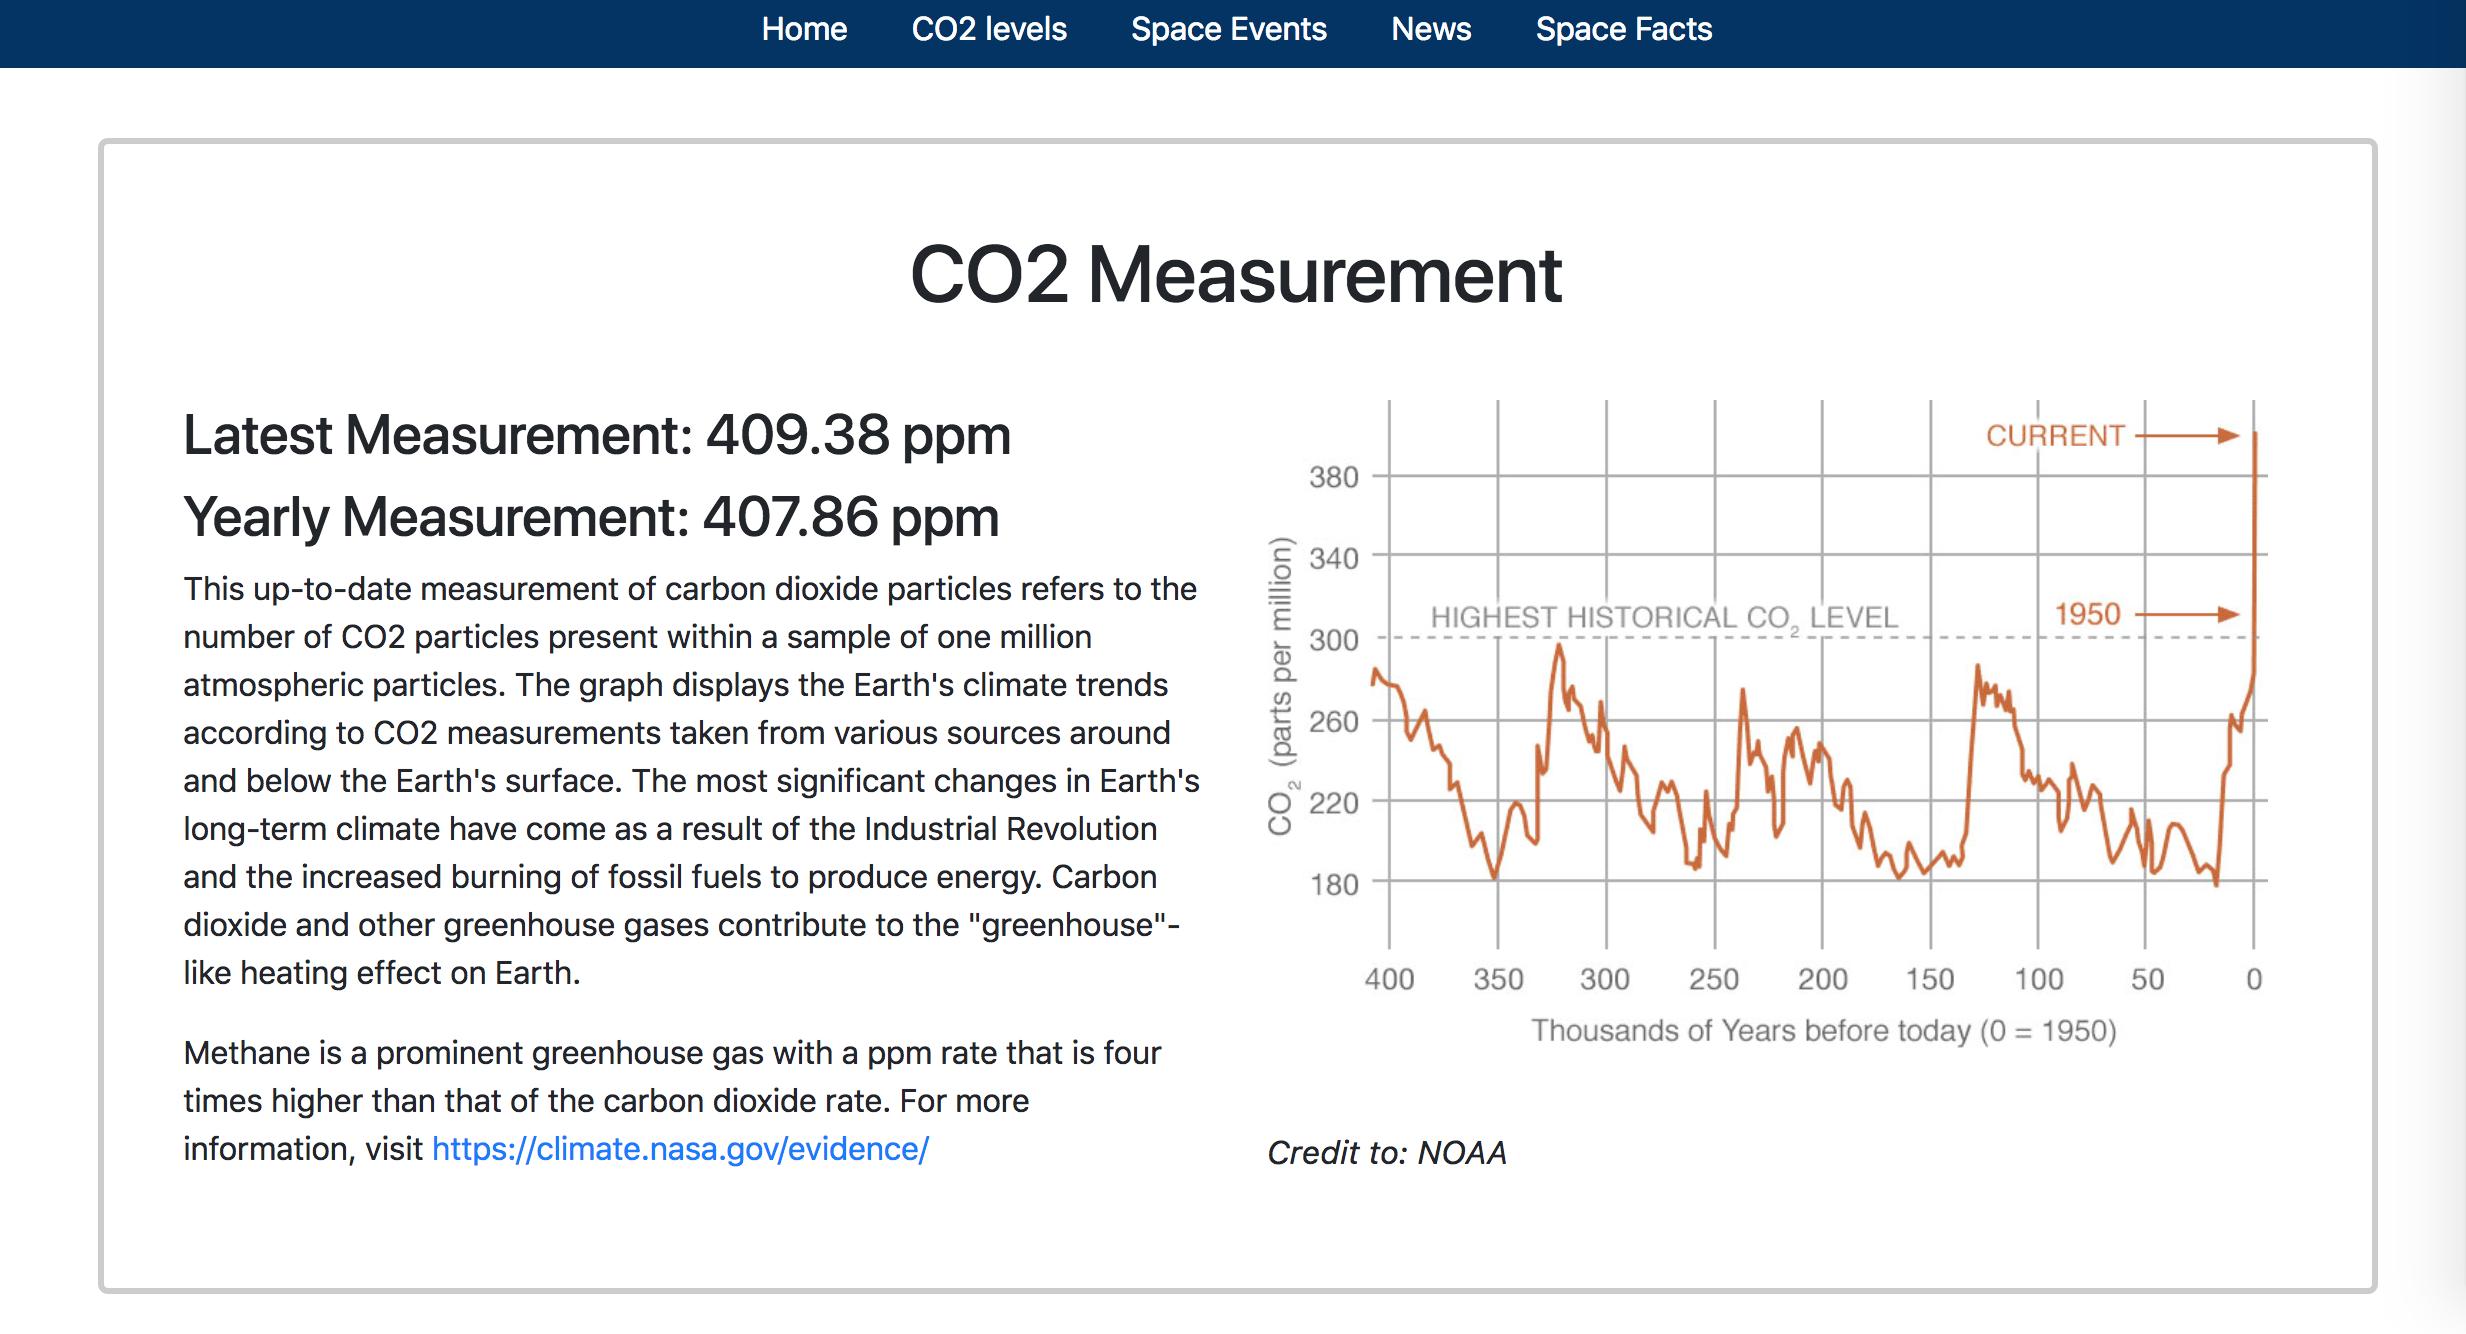 Home CO2 levels Space Events News Space Facts
CO2 Measurement
Latest Measurement: 409.38 ppm
Yearly Measurement: 407.86 ppm
This up-to-date measurement of carbon dioxide particles refers to the
number of CO2 particles present within a sample of one million
atmospheric particles. The graph displays the Earth's climate trends
according to CO2 measurements taken from various sources around
and below the Earth's surface. The most significant changes in Earth's
long-term climate have come as a result of the Industrial Revolution
and the increased burning of fossil fuels to produce energy. Carbon
dioxide and other greenhouse gases contribute to the "greenhouse"-
like heating effect on Earth.
Methane is a prominent greenhouse gas with a ppm rate that is four
times higher than that of the carbon dioxide rate. For more
information, visit https://climate.nasa.gov/evidence/
CO₂ (parts per million)
380
340
300
260
220
180
CURRENT
1950
HIGHEST HISTORICAL CO₂ LEVEL
400 350 300 250 200 150 100 50 0
Thousands of Years before today (0 = 1950)
Credit to: NOAA